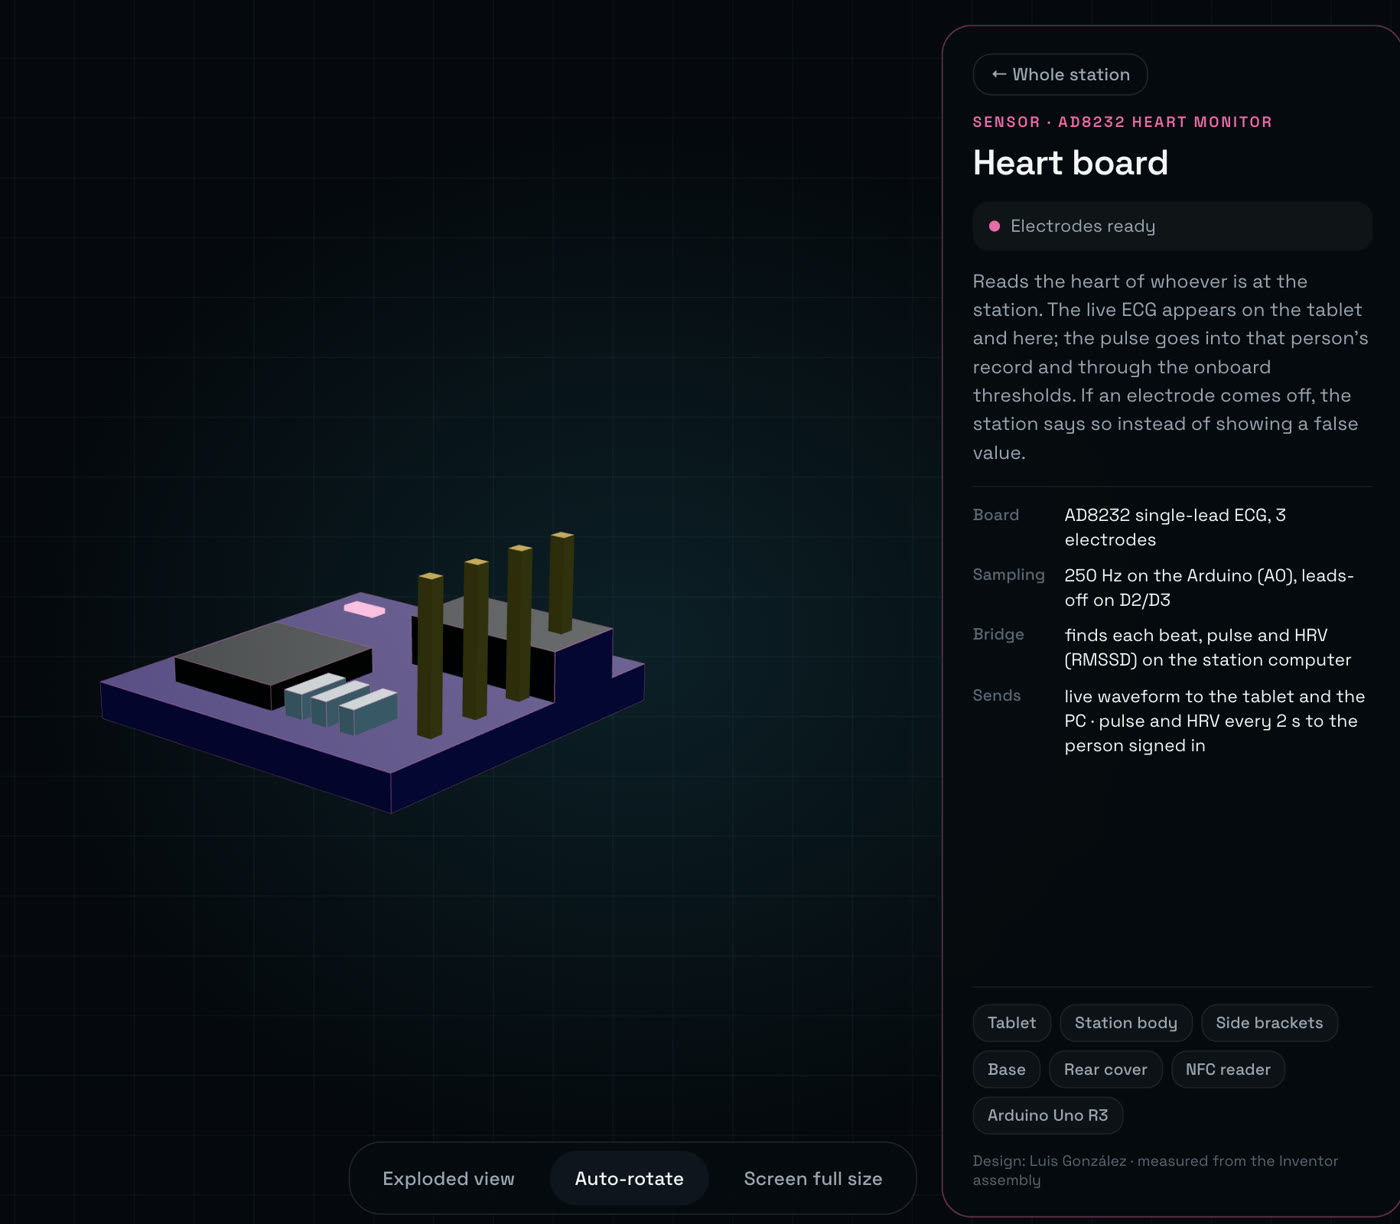 ← Whole station
SENSOR · AD8232 HEART MONITOR
Heart board
Electrodes ready
Reads the heart of whoever is at the
station. The live ECG appears on the tablet
and here; the pulse goes into that person's
record and through the onboard
thresholds. If an electrode comes off, the
station says so instead of showing a false
value.
Board
AD8232 single-lead ECG, 3
electrodes
Sampling
250 Hz on the Arduino (A0), leads-
off on D2/D3
Bridge
finds each beat, pulse and HRV
(RMSSD) on the station computer
Sends
live waveform to the tablet and the
PC · pulse and HRV every 2 s to the
person signed in
Tablet
Station body
Side brackets
Base
Rear cover
NFC reader
Arduino Uno R3
Design: Luis González · measured from the Inventor
assembly
Exploded view
Auto-rotate
Screen full size